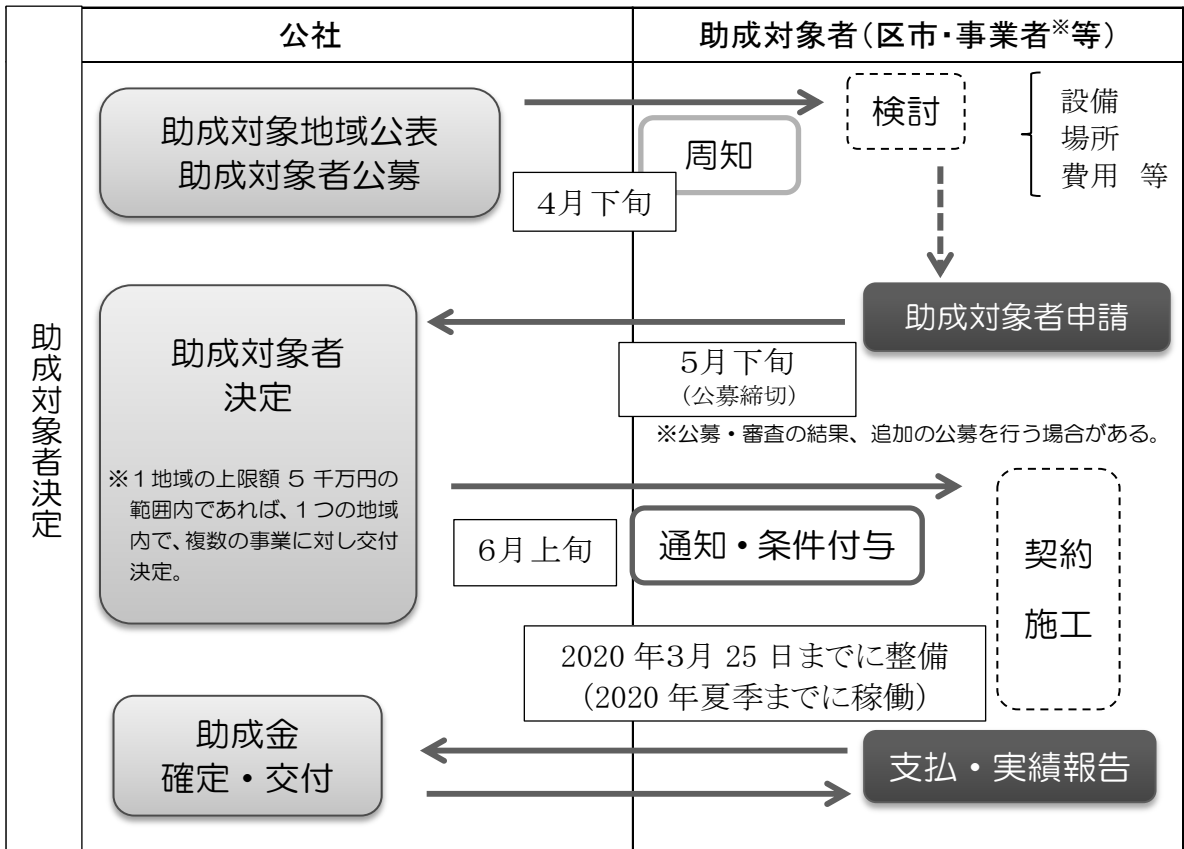 公社
助成対象者(区市・事業者※等)
助成対象者決定
助成対象地域公表
助成対象者公募
4月下旬
周知
検討
設備
場所
費用 等
助成対象者申請
5月下旬
(公募締切)
※公募・審査の結果、追加の公募を行う場合がある。
助成対象者
決定
※1地域の上限額 5 千万円の
範囲内であれば、1つの地域
内で、複数の事業に対し交付
決定。
6月上旬
通知・条件付与
契約
施工
2020 年3月 25 日までに整備
(2020 年夏季までに稼働)
助成金
確定・交付
支払・実績報告